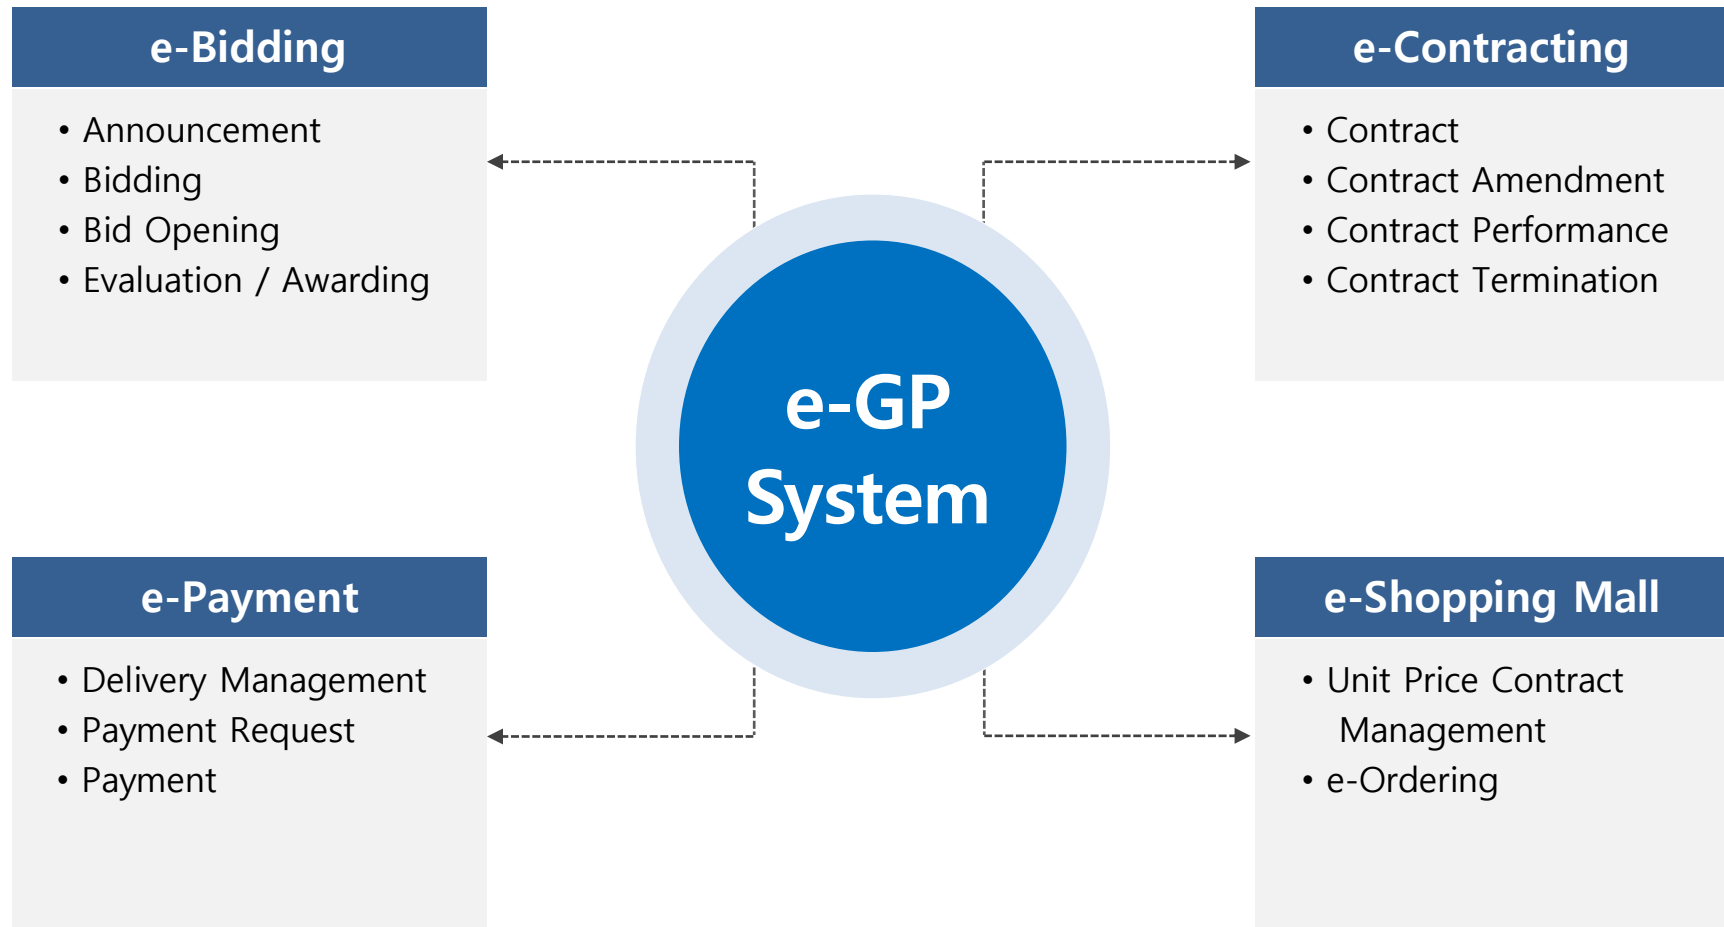 e-Bidding
• Announcement
• Bidding
• Bid Opening
• Evaluation / Awarding
e-Contracting
• Contract
• Contract Amendment
• Contract Performance
• Contract Termination
e-GP
System
e-Payment
• Delivery Management
• Payment Request
• Payment
e-Shopping Mall
• Unit Price Contract
Management
• e-Ordering